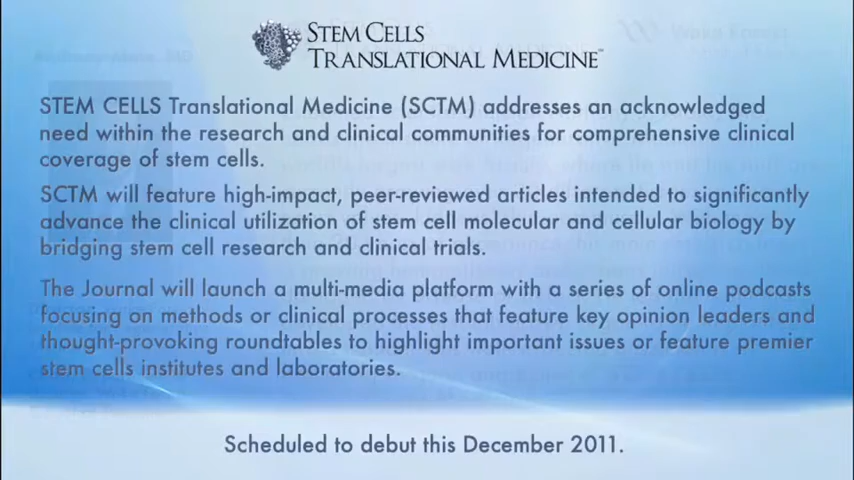 STEM CELLS
TRANSLATIONAL MEDICINE™
STEM CELLS Translational Medicine (SCTM) addresses an acknowledged
need within the research and clinical communities for comprehensive clinical
coverage of stem cells.
SCTM will feature high-impact, peer-reviewed articles intended to significantly
advance the clinical utilization of stem cell molecular and cellular biology by
bridging stem cell research and clinical trials.
The Journal will launch a multi-media platform with a series of online podcasts
focusing on methods or clinical processes that feature key opinion leaders and
thought-provoking roundtables to highlight important issues or feature premier
stem cells institutes and laboratories.
Scheduled to debut this December 2011.